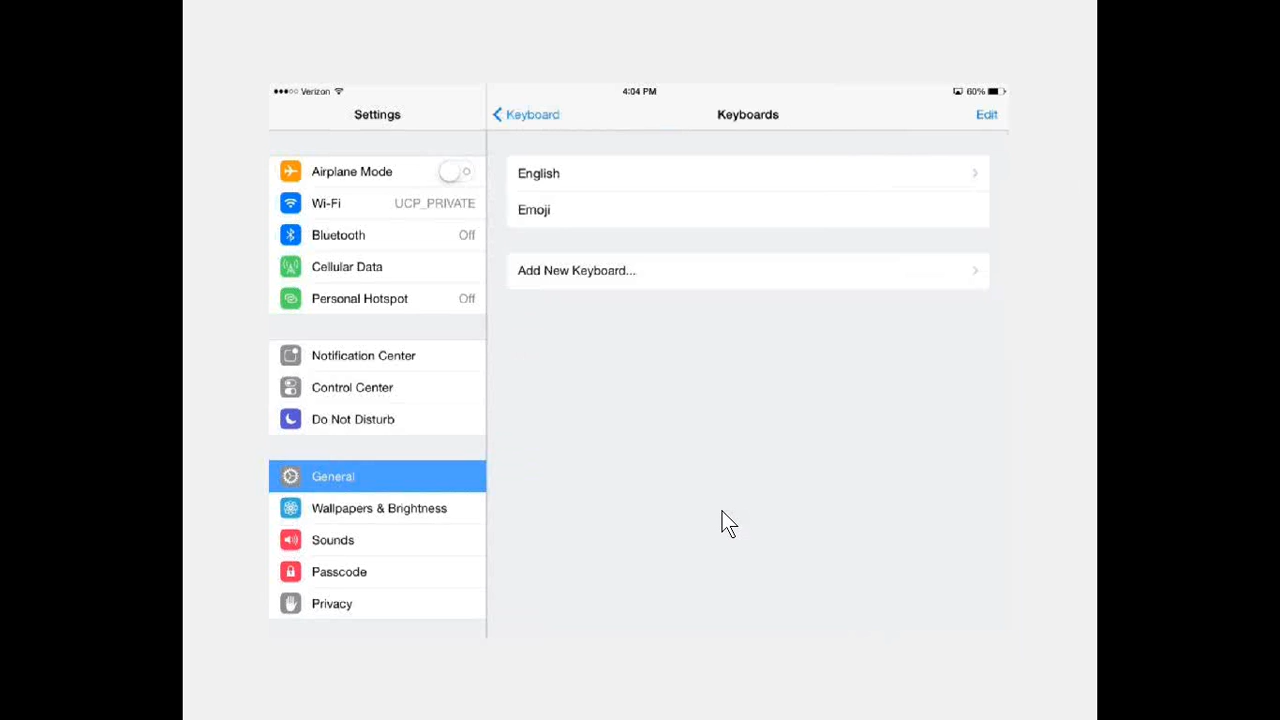 Verizon 4:04 PM 60%
Settings
Keyboard Keyboards Edit
Airplane Mode
Wi-Fi UCP_PRIVATE
Bluetooth Off
Cellular Data
Personal Hotspot Off
Notification Center
Control Center
Do Not Disturb
General
Wallpapers & Brightness
Sounds
Passcode
Privacy
English
Emoji
Add New Keyboard...